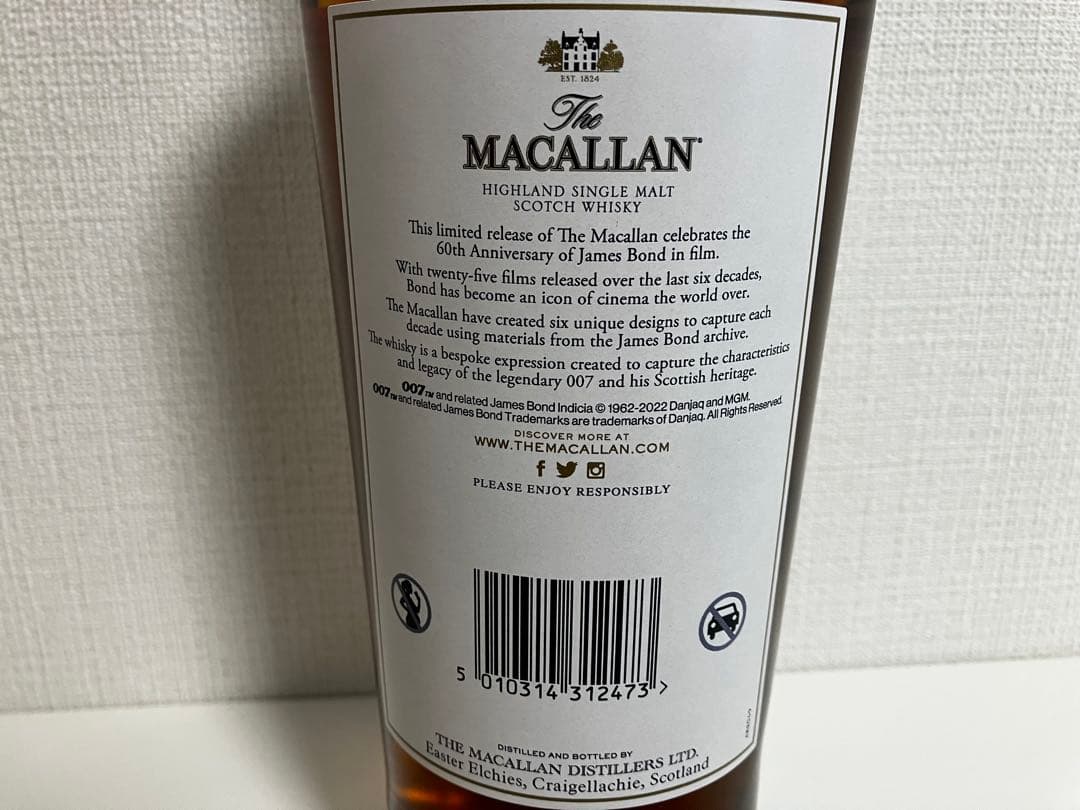 EST. 1824
The
MACALLAN
HIGHLAND SINGLE MALT
SCOTCH WHISKY
This limited release of The Macallan celebrates the
60th Anniversary of James Bond in film.
With twenty-five films released over the last six decades,
Bond has become an icon of cinema the world over.
The Macallan have created six unique designs to capture each
decade using materials from the James Bond archive.
The whisky is a bespoke expression created to capture the characteristics
and legacy of the legendary 007 and his Scottish heritage.
007™ and related James Bond Indicia © 1962-2022 Danjaq and MGM.
007™ and related James Bond Trademarks are trademarks of Danjaq. All Rights Reserved.
DISCOVER MORE AT
WWW.THEMACALLAN.COM
PLEASE ENJOY RESPONSIBLY
5 010314 312473 >
DISTILLED AND BOTTLED BY
THE MACALLAN DISTILLERS LTD.
Easter Elchies, Craigellachie, Scotland